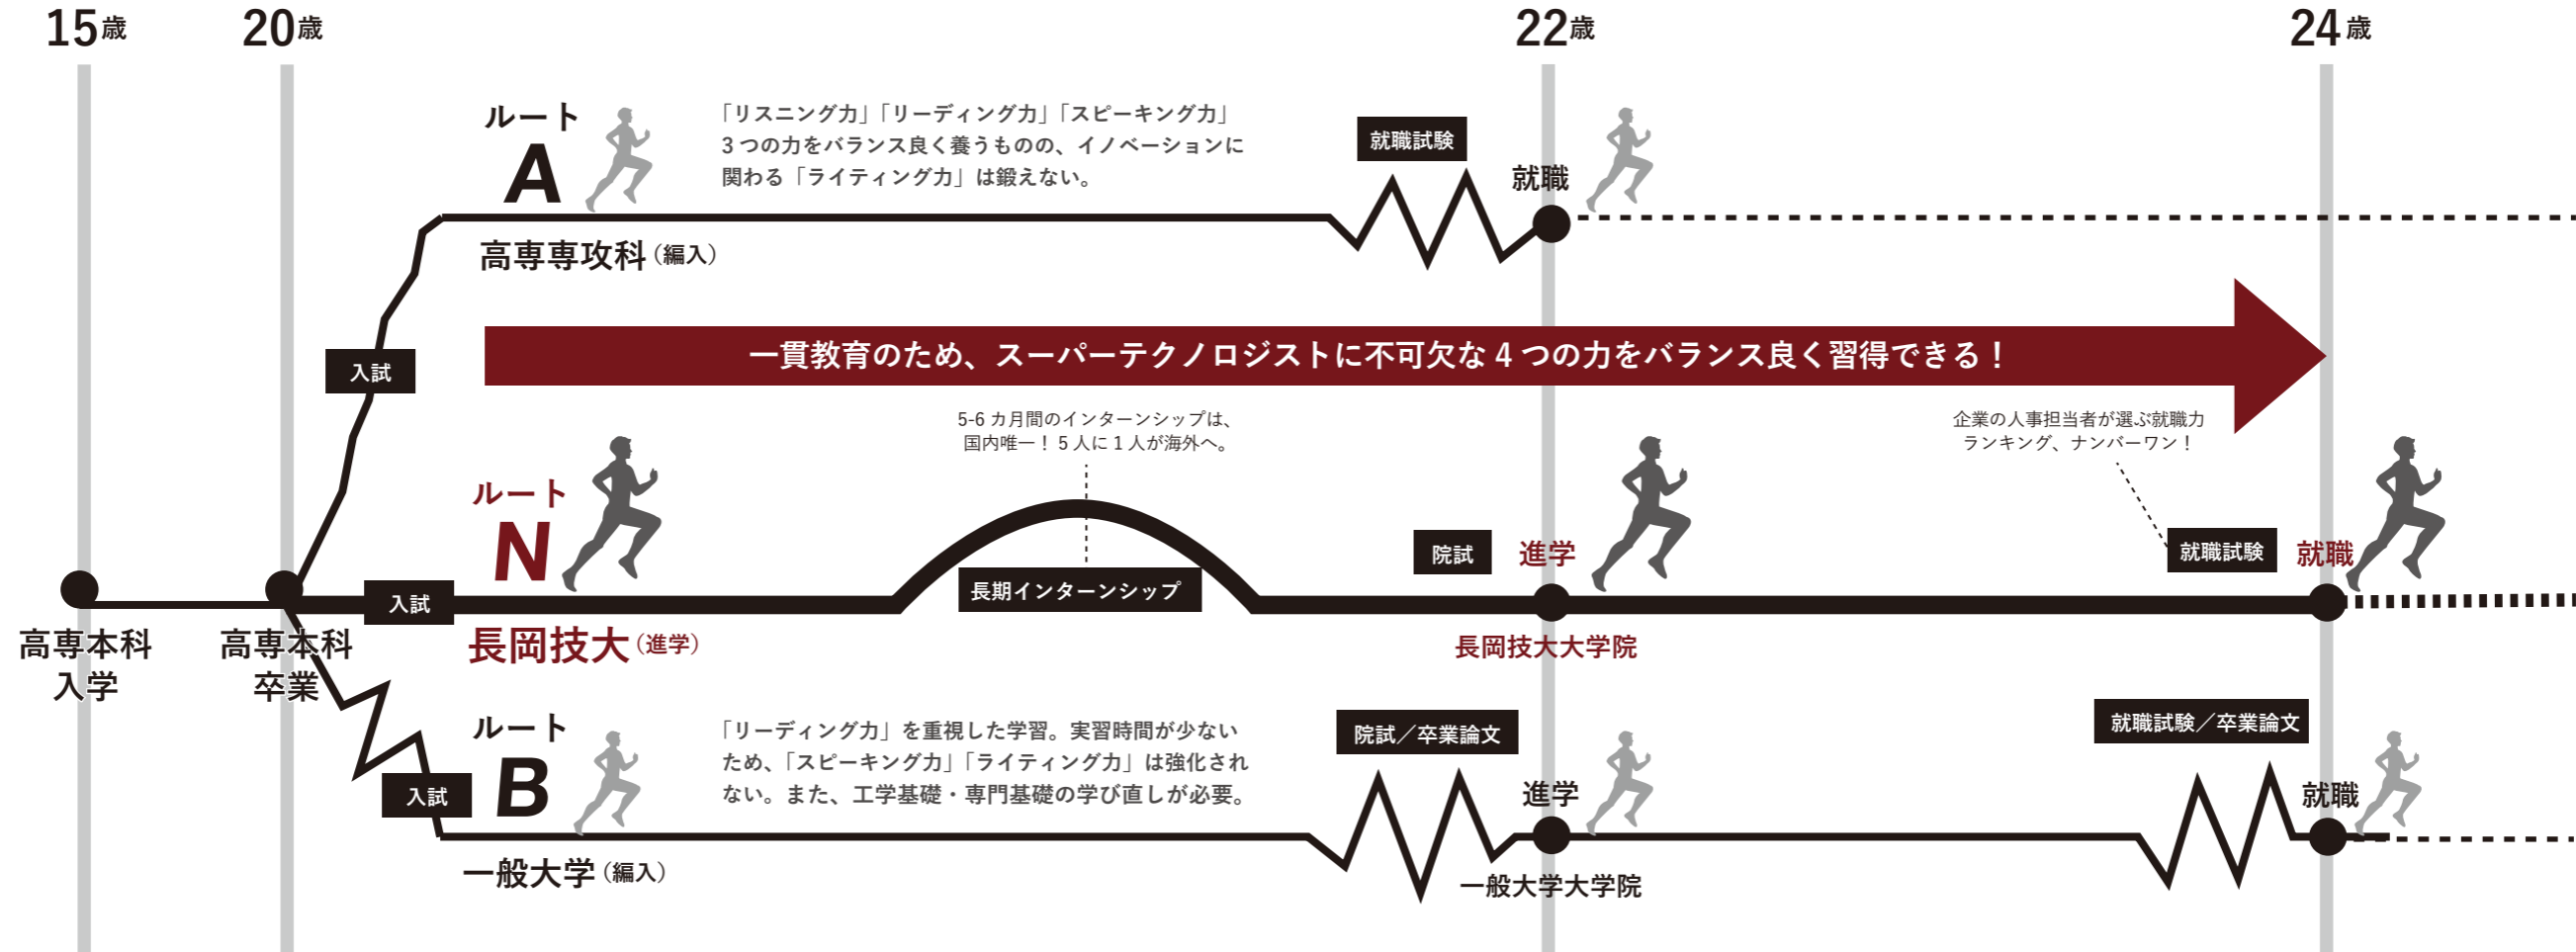 15歳
20歳
22歳
24歳
ルート
A
「リスニング力」「リーディング力」「スピーキング力」
3つの力をバランス良く養うものの、イノベーションに
関わる「ライティング力」は鍛えない。
就職試験
就職
高専専攻科（編入）
入試
一貫教育のため、スーパーテクノロジストに不可欠な4つの力をバランス良く習得できる！
5-6カ月間のインターンシップは、
国内唯一！5人に1人が海外へ。
企業の人事担当者が選ぶ就職力
ランキング、ナンバーワン！
ルート
N
院試
進学
就職試験
就職
入試
長期インターンシップ
高専本科
入学
高専本科
卒業
長岡技大（進学）
長岡技大大学院
ルート
B
「リーディング力」を重視した学習。実習時間が少ない
ため、「スピーキング力」「ライティング力」は強化され
ない。また、工学基礎・専門基礎の学び直しが必要。
院試／卒業論文
就職試験／卒業論文
入試
進学
就職
一般大学（編入）
一般大学大学院